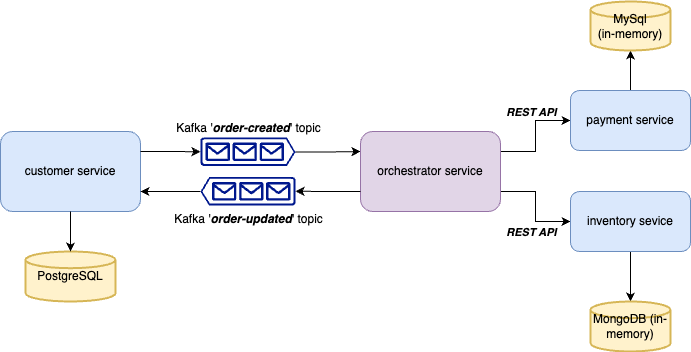 MySql
(in-memory)
Kafka 'order-created' topic
REST API
payment service
customer service
orchestrator service
Kafka 'order-updated' topic
REST API
inventory sevice
PostgreSQL
MongoDB (in-
memory)